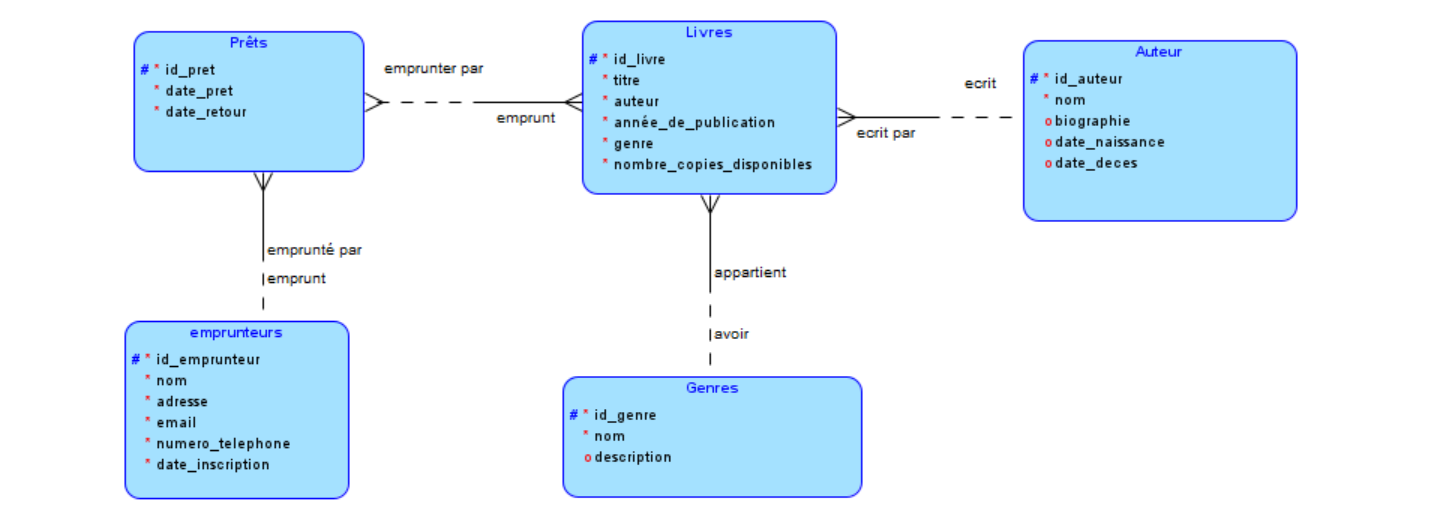 Prêts
# * id_pret
* date_pret
* date_retour
emprunter par
emprunt
Livres
# * id_livre
* titre
* auteur
* année_de_publication
* genre
* nombre_copies_disponibles
ecrit
ecrit par
Auteur
# * id_auteur
* nom
o biographie
o date_naissance
o date_deces
emprunté par
emprunt
appartient
avoir
emprunteurs
# * id_emprunteur
* nom
* adresse
* email
* numero_telephone
* date_inscription
Genres
# * id_genre
* nom
o description